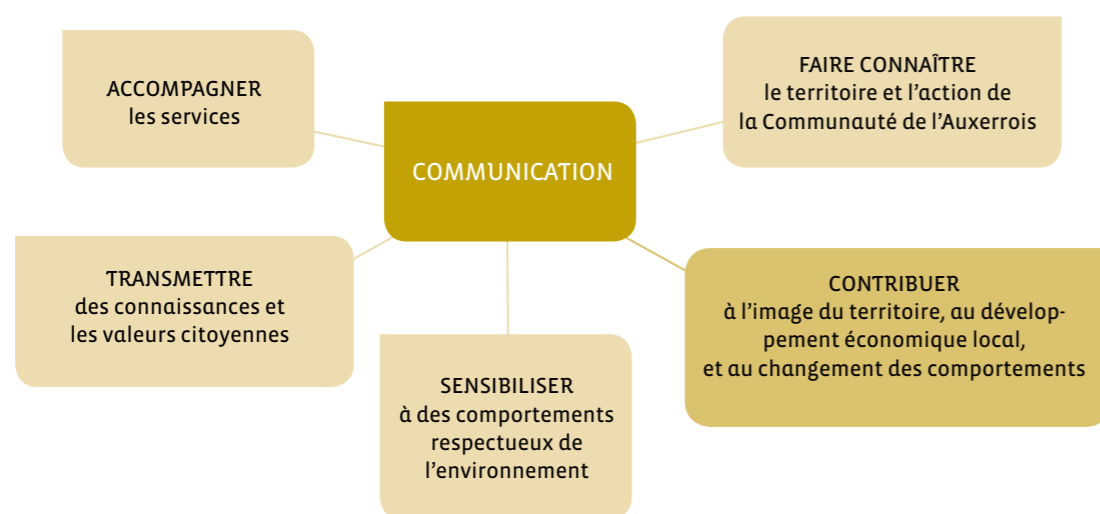 ACCOMPAGNER
les services
FAIRE CONNAÎTRE
le territoire et l’action de
la Communauté de l’Auxerrois
COMMUNICATION
TRANSMETTRE
des connaissances et
les valeurs citoyennes
CONTRIBUER
à l’image du territoire, au dévelop-
pement économique local,
et au changement des comportements
SENSIBILISER
à des comportements
respectueux de
l’environnement